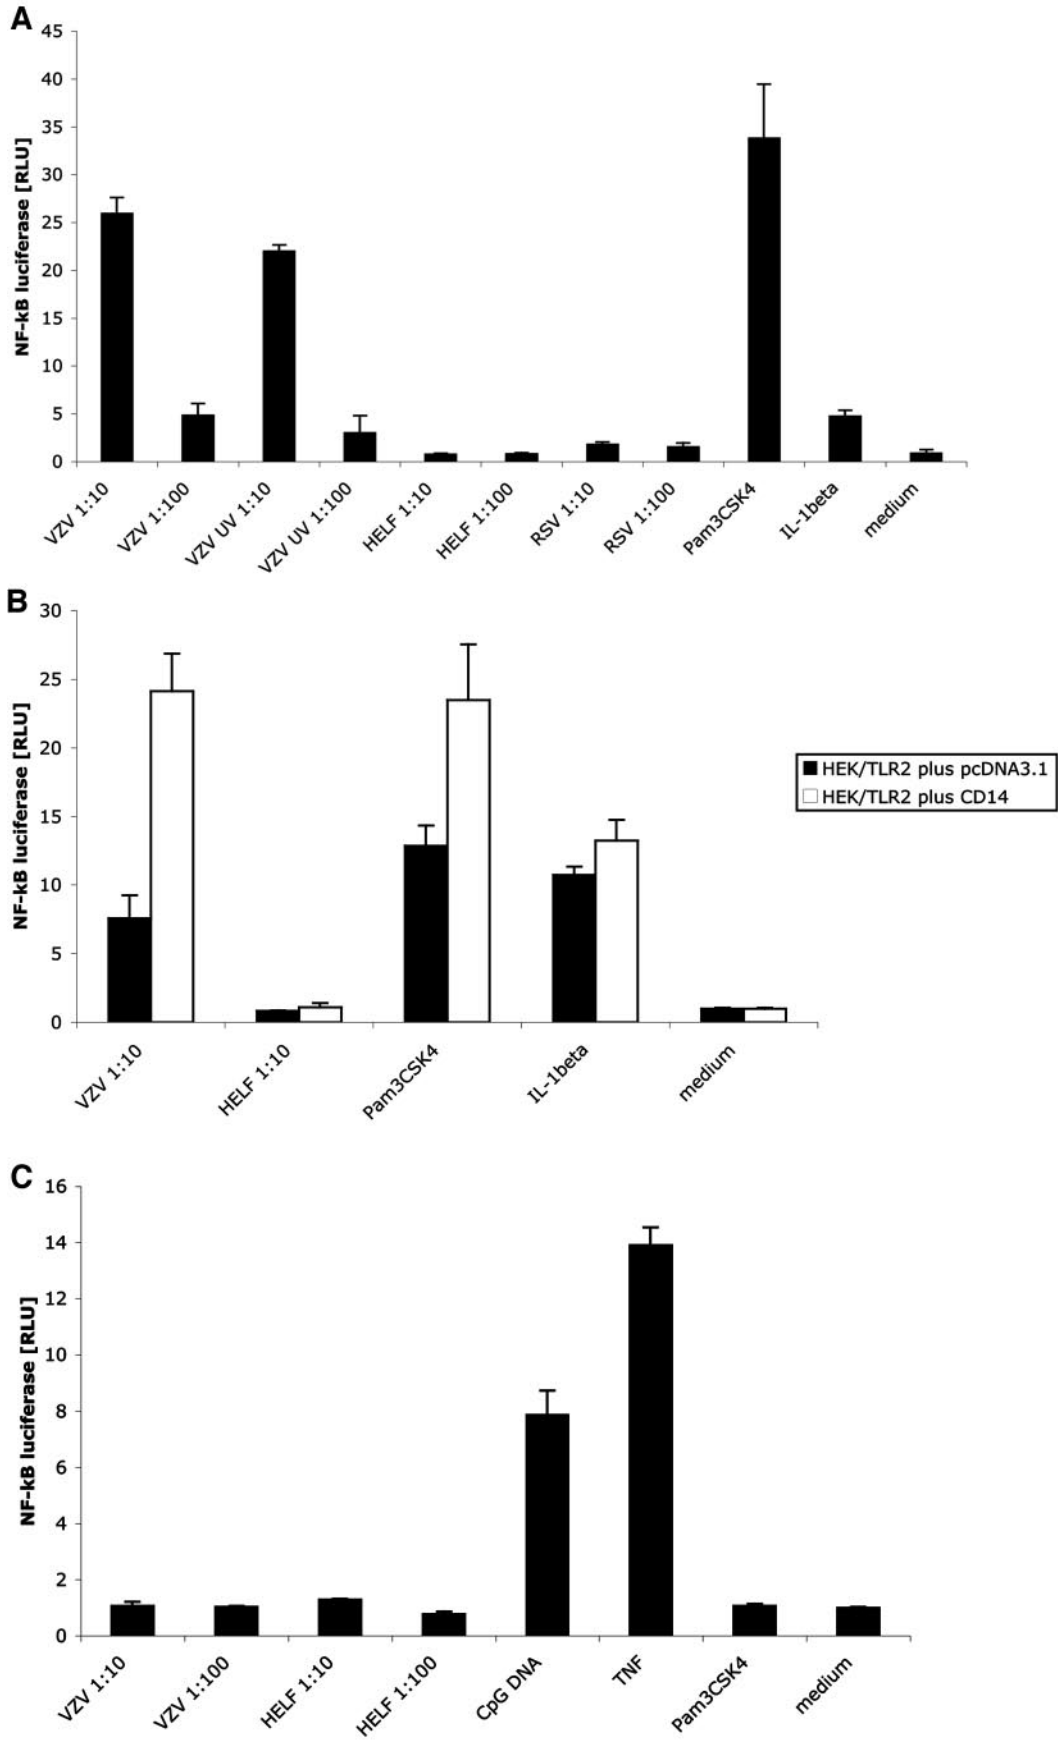 A
45
40
35
30
25
20
15
10
5
0
NF-kB luciferase [RLU]
VZV 1:10
VZV 1:100
VZV UV 1:10
VZV UV 1:100
HELF 1:10
HELF 1:100
RSV 1:10
RSV 1:100
Pam3CSK4
IL-1beta
medium
B
30
25
20
15
10
5
0
NF-kB luciferase [RLU]
VZV 1:10
HELF 1:10
Pam3CSK4
IL-1beta
medium
HEK/TLR2 plus pcDNA3.1
HEK/TLR2 plus CD14
C
16
14
12
10
8
6
4
2
0
NF-kB luciferase [RLU]
VZV 1:10
VZV 1:100
HELF 1:10
HELF 1:100
CpG DNA
TNF
Pam3CSK4
medium